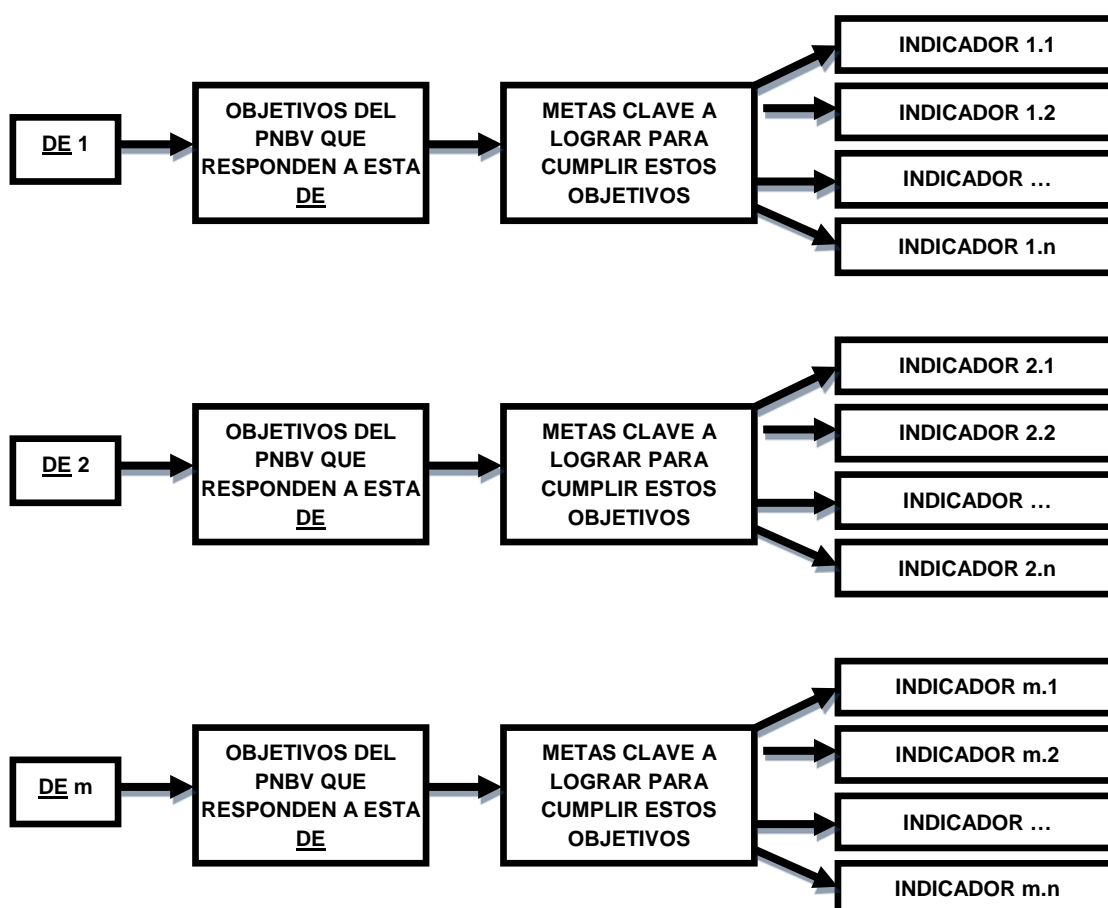 DE 1
OBJETIVOS DEL
PNBV QUE
RESPONDEN A ESTA
DE
METAS CLAVE A
LOGRAR PARA
CUMPLIR ESTOS
OBJETIVOS
INDICADOR 1.1
INDICADOR 1.2
INDICADOR …
INDICADOR 1.n
DE 2
OBJETIVOS DEL
PNBV QUE
RESPONDEN A ESTA
DE
METAS CLAVE A
LOGRAR PARA
CUMPLIR ESTOS
OBJETIVOS
INDICADOR 2.1
INDICADOR 2.2
INDICADOR …
INDICADOR 2.n
DE m
OBJETIVOS DEL
PNBV QUE
RESPONDEN A ESTA
DE
METAS CLAVE A
LOGRAR PARA
CUMPLIR ESTOS
OBJETIVOS
INDICADOR m.1
INDICADOR m.2
INDICADOR …
INDICADOR m.n